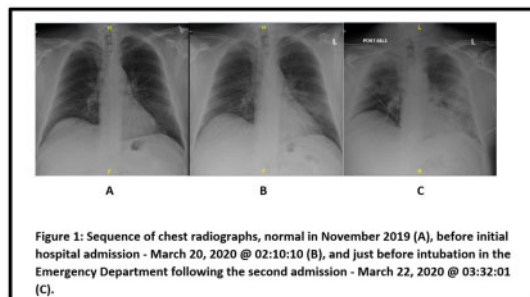 H H L
L PORTABLE L
A B C
Figure 1: Sequence of chest radiographs, normal in November 2019 (A), before initial
hospital admission - March 20, 2020 @ 02:10:10 (B), and just before intubation in the
Emergency Department following the second admission - March 22, 2020 @ 03:32:01
(C).